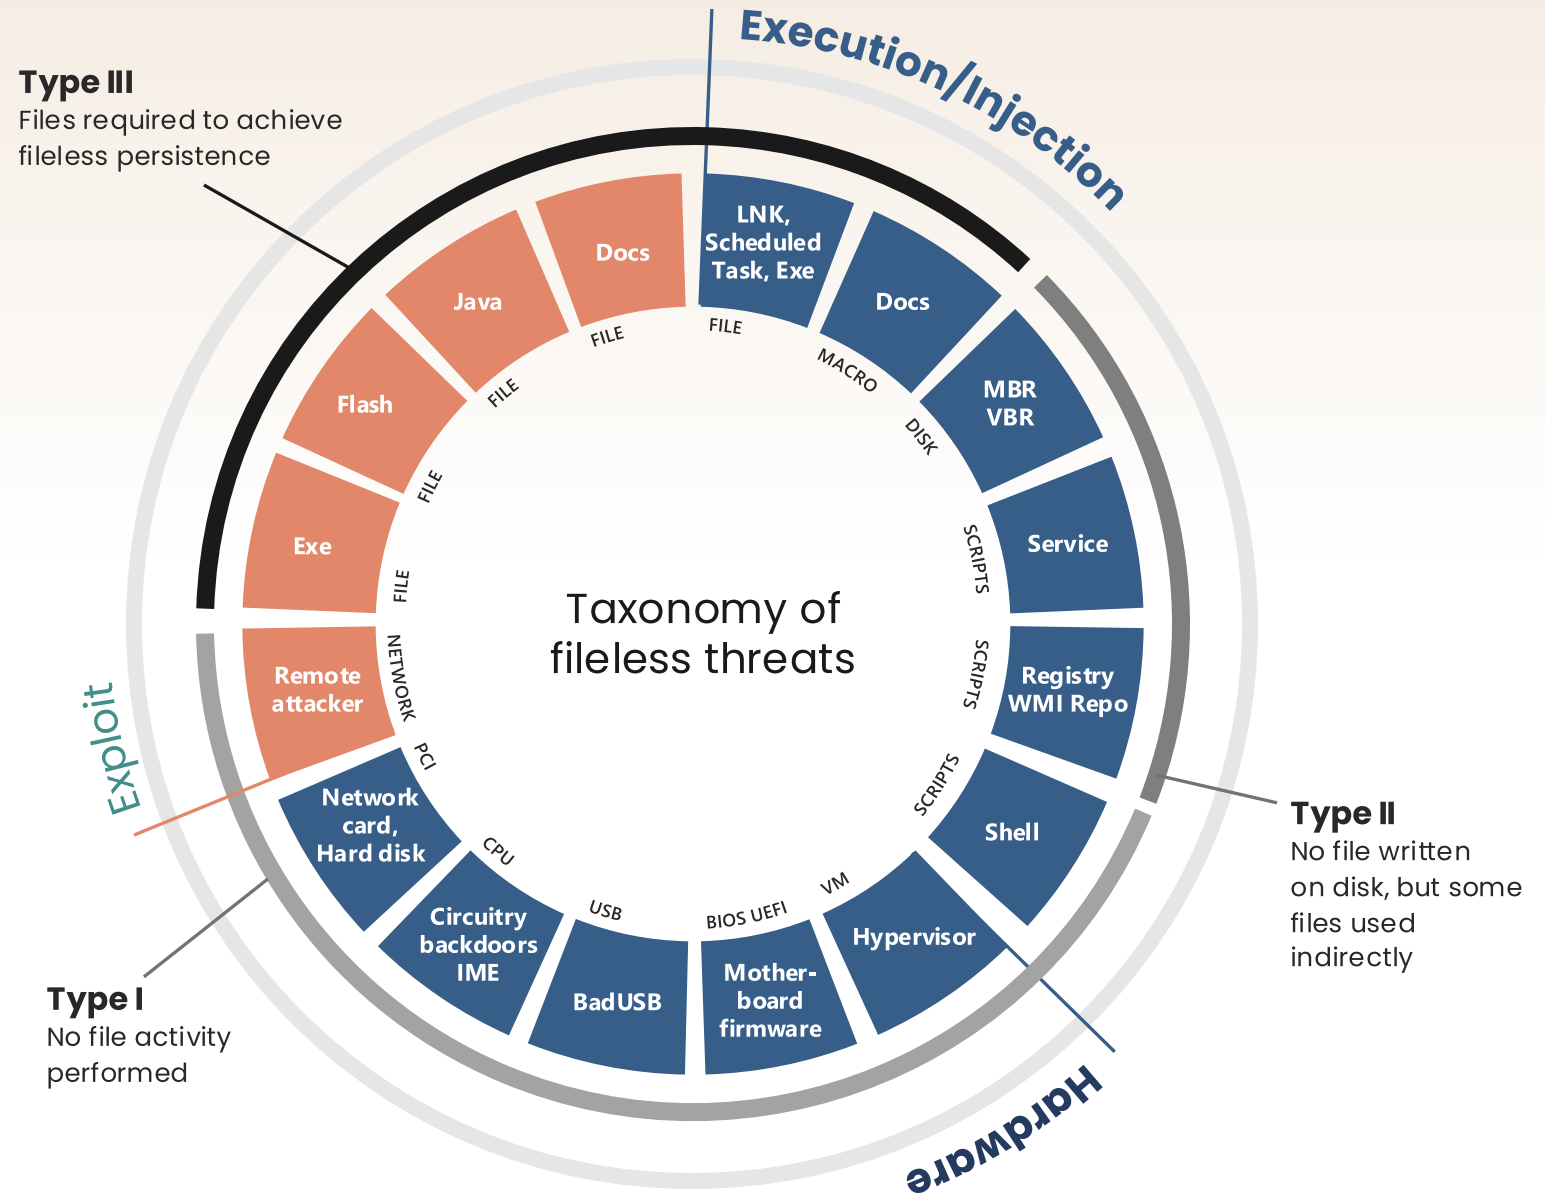 Execution/Injection
Type III
Files required to achieve
fileless persistence
LNK,
Scheduled
Task, Exe
FILE
Docs
MACRO
MBR
VBR
DISK
Service
SCRIPTS
Registry
WMI Repo
SCRIPTS
Shell
SCRIPTS
Type II
No file written
on disk, but some
files used
indirectly
Hardware
Hypervisor
VM
Mother-
board
firmware
BIOS UEFI
BadUSB
USB
Circuitry
backdoors
IME
CPU
Network
card,
Hard disk
PCI
Type I
No file activity
performed
Exploit
Remote
attacker
NETWORK
Exe
FILE
Flash
FILE
Java
FILE
Docs
FILE
Taxonomy of
fileless threats